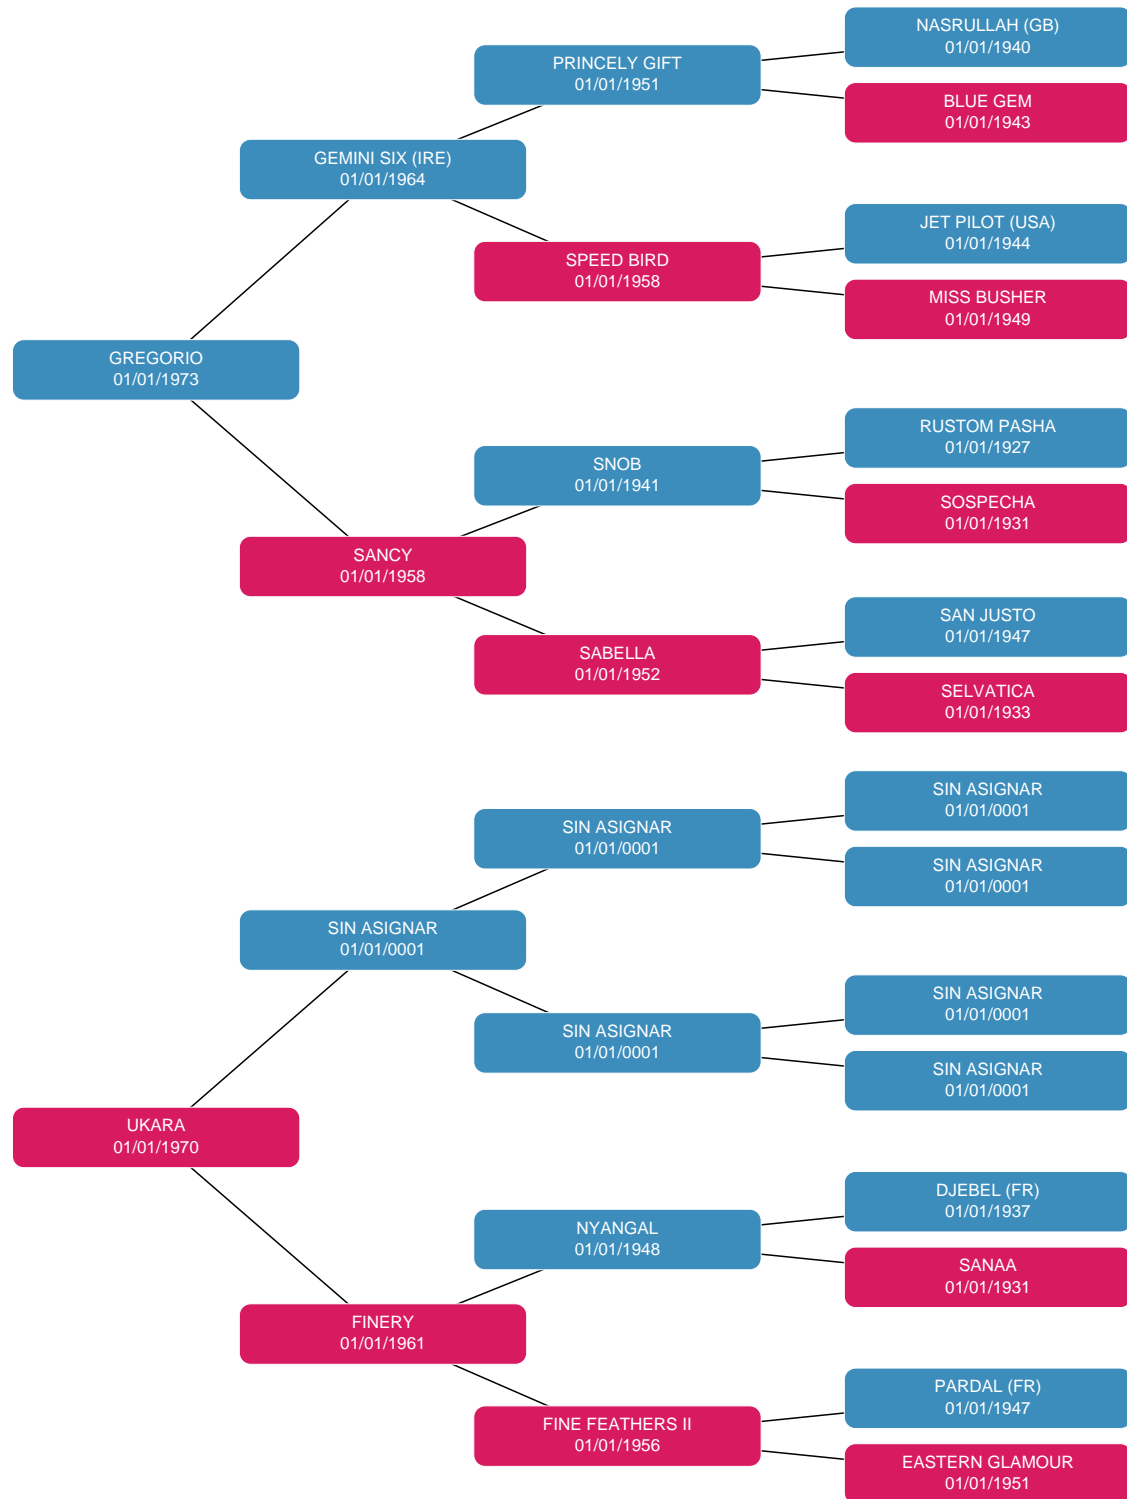 NASRULLAH (GB)
01/01/1940
PRINCELY GIFT
01/01/1951
BLUE GEM
01/01/1943
GEMINI SIX (IRE)
01/01/1964
JET PILOT (USA)
01/01/1944
SPEED BIRD
01/01/1958
MISS BUSHER
01/01/1949
GREGORIO
01/01/1973
RUSTOM PASHA
01/01/1927
SNOB
01/01/1941
SOSPECHA
01/01/1931
SANCY
01/01/1958
SAN JUSTO
01/01/1947
SABELLA
01/01/1952
SELVATICA
01/01/1933
SIN ASIGNAR
01/01/0001
SIN ASIGNAR
01/01/0001
SIN ASIGNAR
01/01/0001
SIN ASIGNAR
01/01/0001
SIN ASIGNAR
01/01/0001
SIN ASIGNAR
01/01/0001
SIN ASIGNAR
01/01/0001
UKARA
01/01/1970
DJEBEL (FR)
01/01/1937
NYANGAL
01/01/1948
SANAA
01/01/1931
FINERY
01/01/1961
PARDAL (FR)
01/01/1947
FINE FEATHERS II
01/01/1956
EASTERN GLAMOUR
01/01/1951